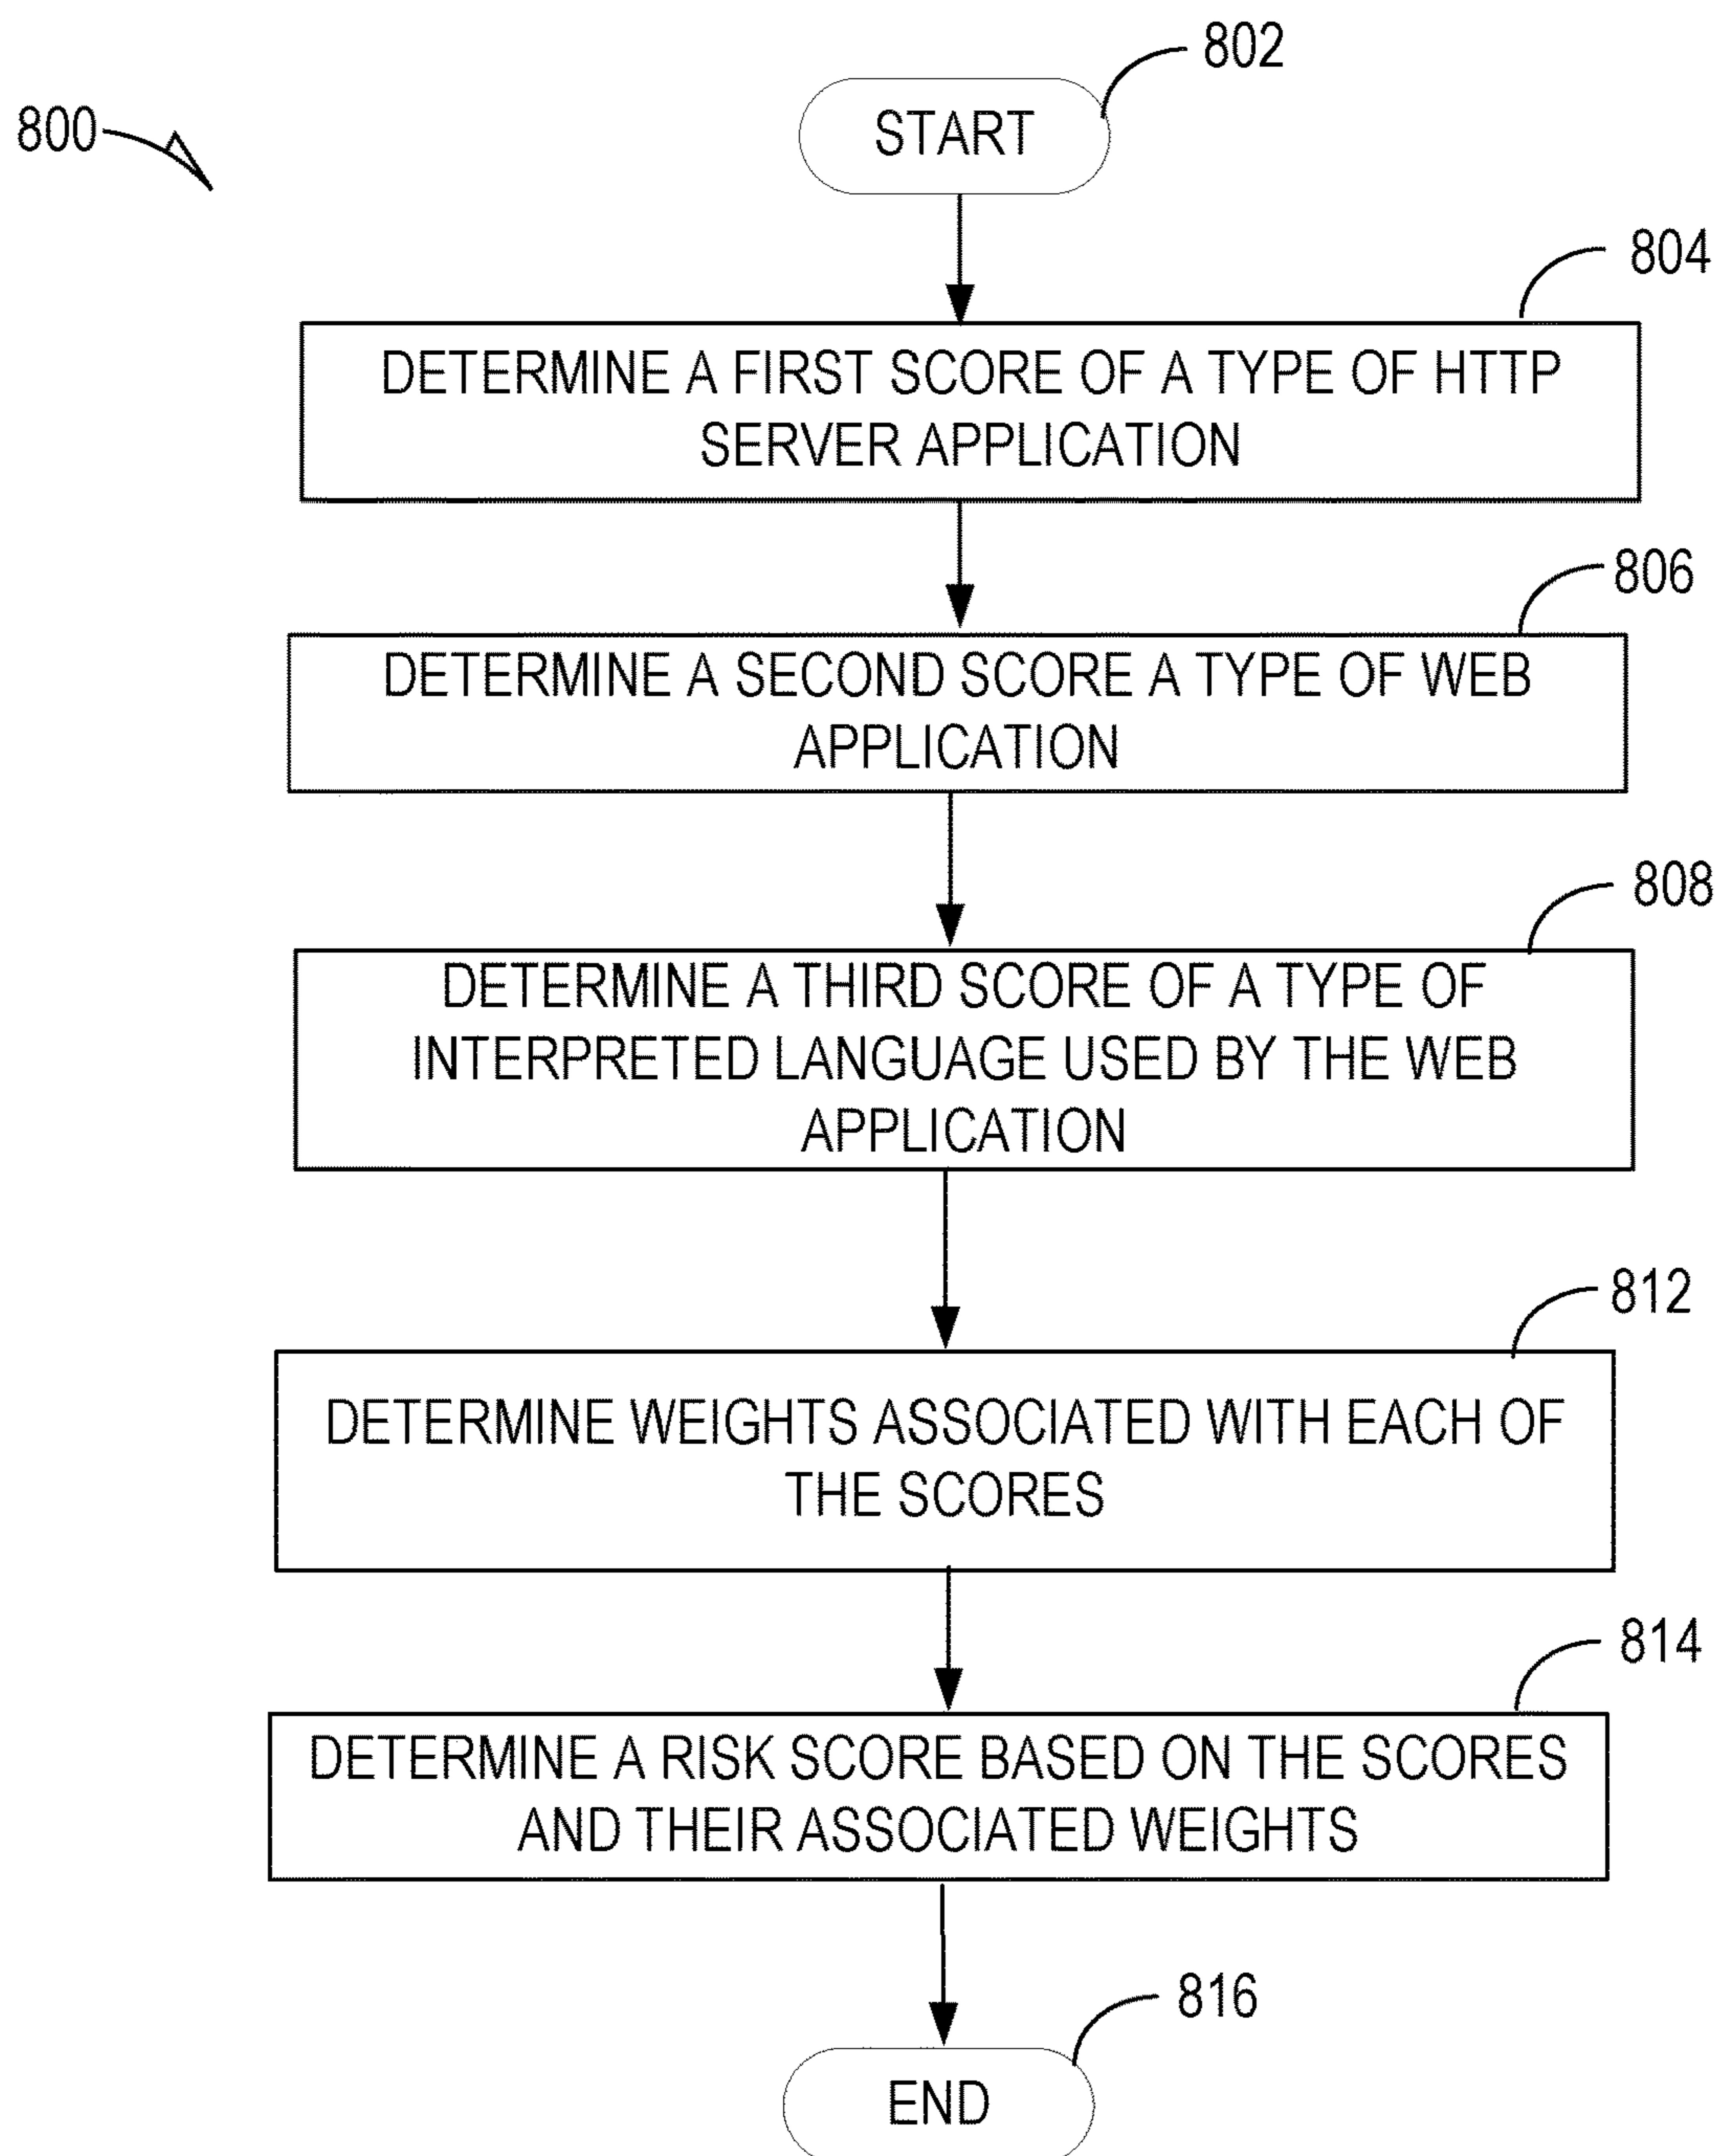 802
800
START
804
DETERMINE A FIRST SCORE OF A TYPE OF HTTP
SERVER APPLICATION
806
DETERMINE A SECOND SCORE A TYPE OF WEB
APPLICATION
808
DETERMINE A THIRD SCORE OF A TYPE OF
INTERPRETED LANGUAGE USED BY THE WEB
APPLICATION
812
DETERMINE WEIGHTS ASSOCIATED WITH EACH OF
THE SCORES
814
DETERMINE A RISK SCORE BASED ON THE SCORES
AND THEIR ASSOCIATED WEIGHTS
816
END